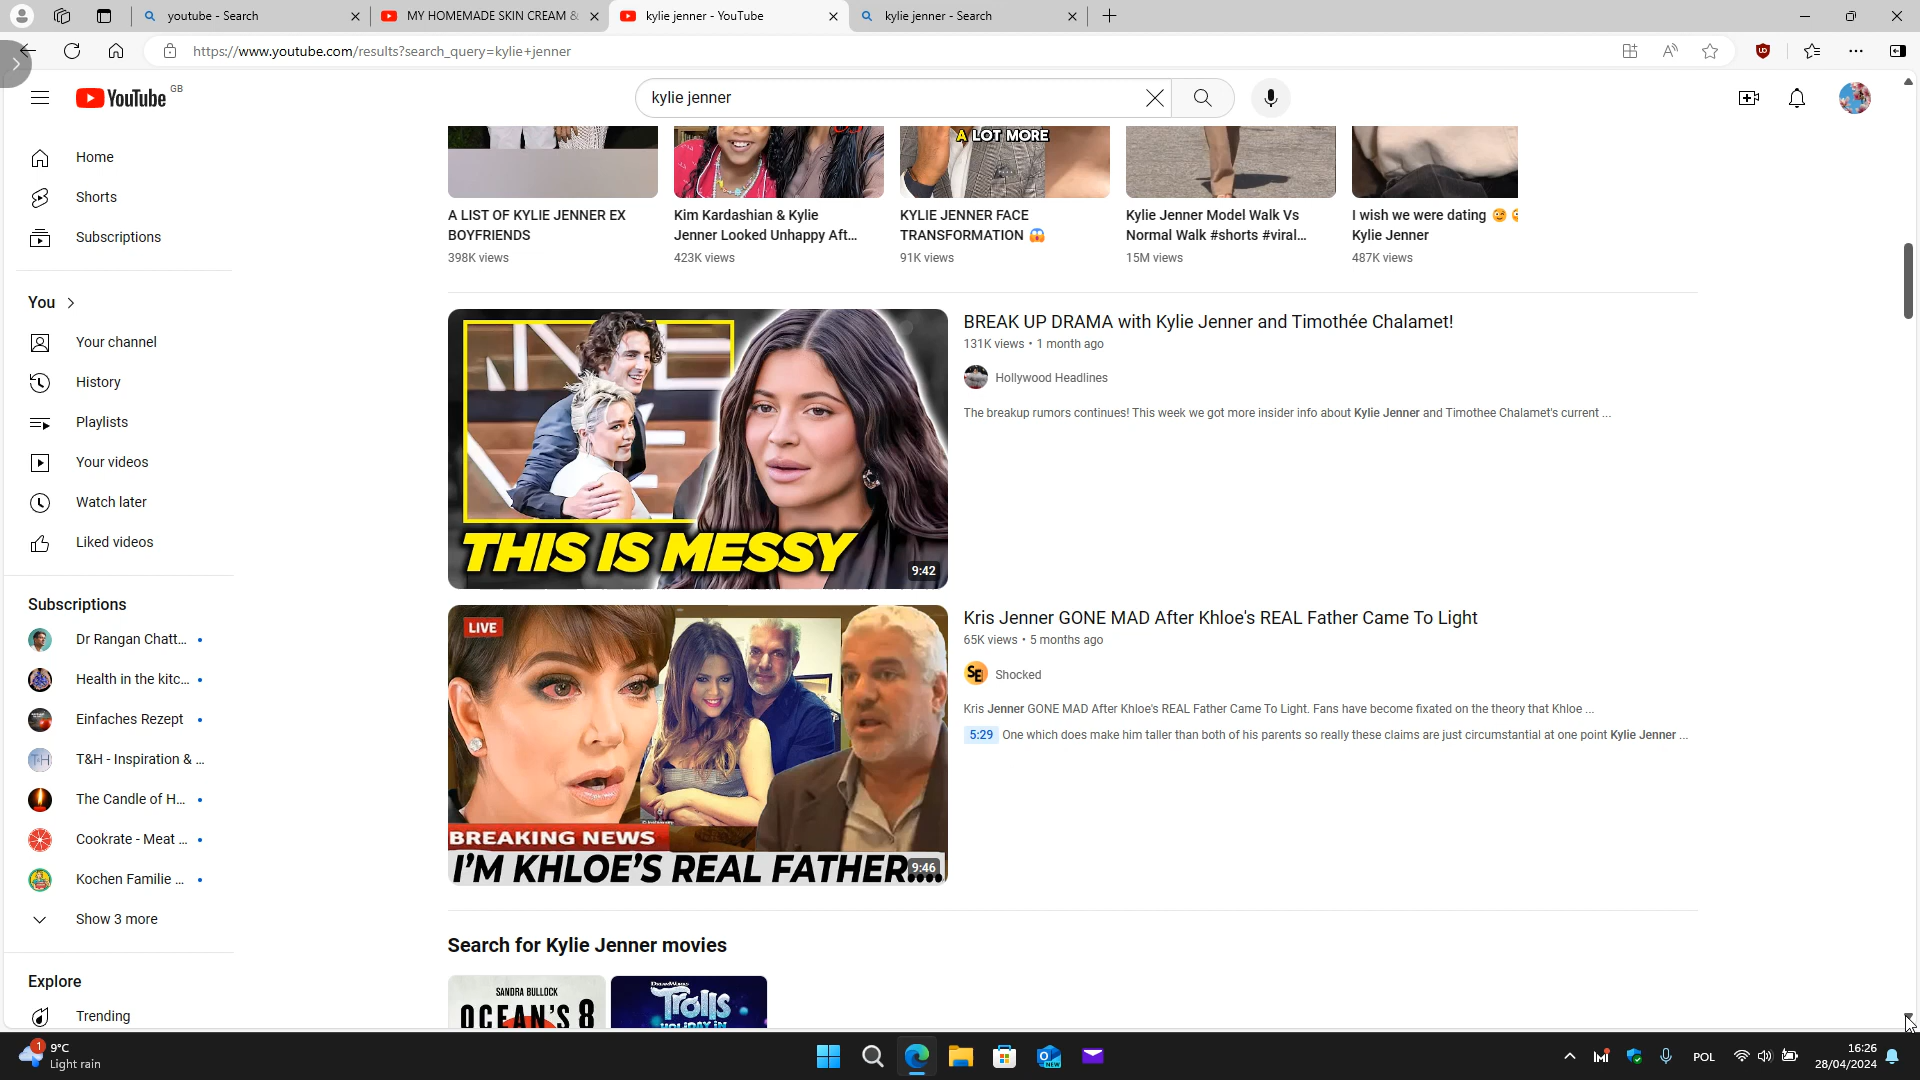 youtube - Search
MY HOMEMADE SKIN CREAM &
kylie jenner - YouTube
kylie jenner - Search
https://www.youtube.com/results?search_query=kylie+jenner
YouTube GB
kylie jenner
Home
Shorts
Subscriptions
You
Your channel
History
Playlists
Your videos
Watch later
Liked videos
Subscriptions
Dr Rangan Chatt...
Health in the kitc...
Einfaches Rezept
T&H - Inspiration & ...
The Candle of H...
Cookrate - Meat ...
Kochen Familie ...
Show 3 more
Explore
Trending
A LOT MORE
A LIST OF KYLIE JENNER EX
BOYFRIENDS
398K views
Kim Kardashian & Kylie
Jenner Looked Unhappy Aft...
423K views
KYLIE JENNER FACE
TRANSFORMATION 😱
91K views
Kylie Jenner Model Walk Vs
Normal Walk #shorts #viral...
15M views
I wish we were dating 😉
Kylie Jenner
487K views
THIS IS MESSY
9:42
BREAK UP DRAMA with Kylie Jenner and Timothée Chalamet!
131K views • 1 month ago
Hollywood Headlines
The breakup rumors continues! This week we got more insider info about Kylie Jenner and Timothee Chalamet's current ...
LIVE
BREAKING NEWS
I'M KHLOE'S REAL FATHER....
9:46
Kris Jenner GONE MAD After Khloe's REAL Father Came To Light
65K views • 5 months ago
SE Shocked
Kris Jenner GONE MAD After Khloe's REAL Father Came To Light. Fans have become fixated on the theory that Khloe ...
5:29 One which does make him taller than both of his parents so really these claims are just circumstantial at one point Kylie Jenner ...
Search for Kylie Jenner movies
SANDRA BULLOCK
OCEAN'S 8
DREAMWORKS
Trolls
HOLIDAY IN
1
9°C
Light rain
NEW
POL
16:26
28/04/2024